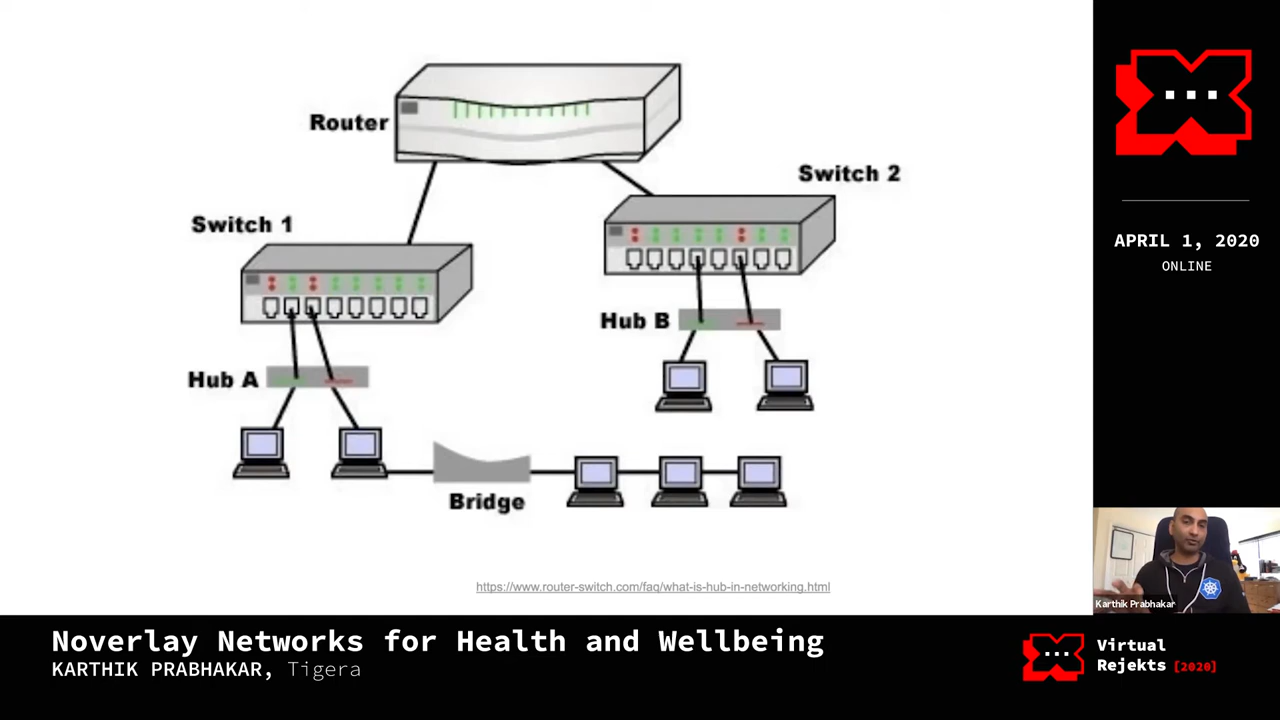 Router
Switch 2
Switch 1
Hub B
Hub A
Bridge
https://www.router-switch.com/faq/what-is-hub-in-networking.html
APRIL 1, 2020
ONLINE
Karthik Prabhakar
Noverlay Networks for Health and Wellbeing
KARTHIK PRABHAKAR, Tigera
Virtual
Rejekts [2020]